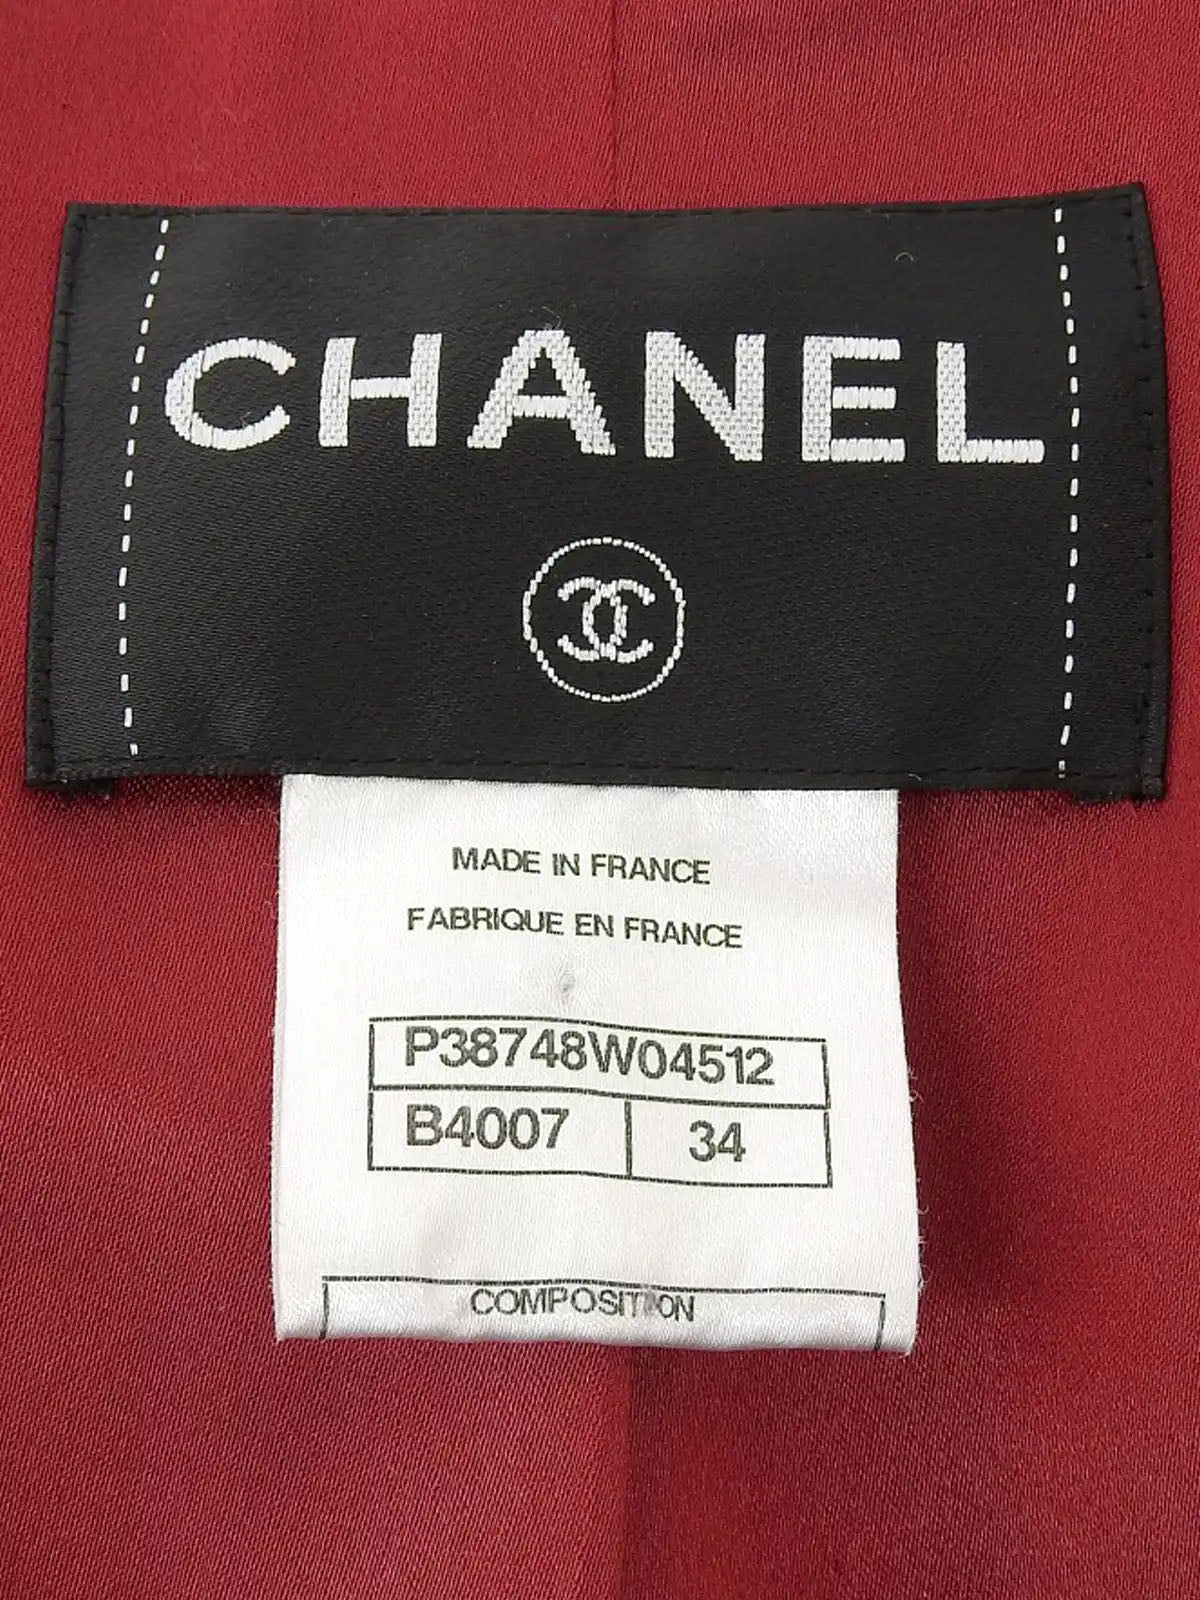 CHANEL
MADE IN FRANCE
FABRIQUE EN FRANCE
P38748W04512
B4007 34
COMPOSITION